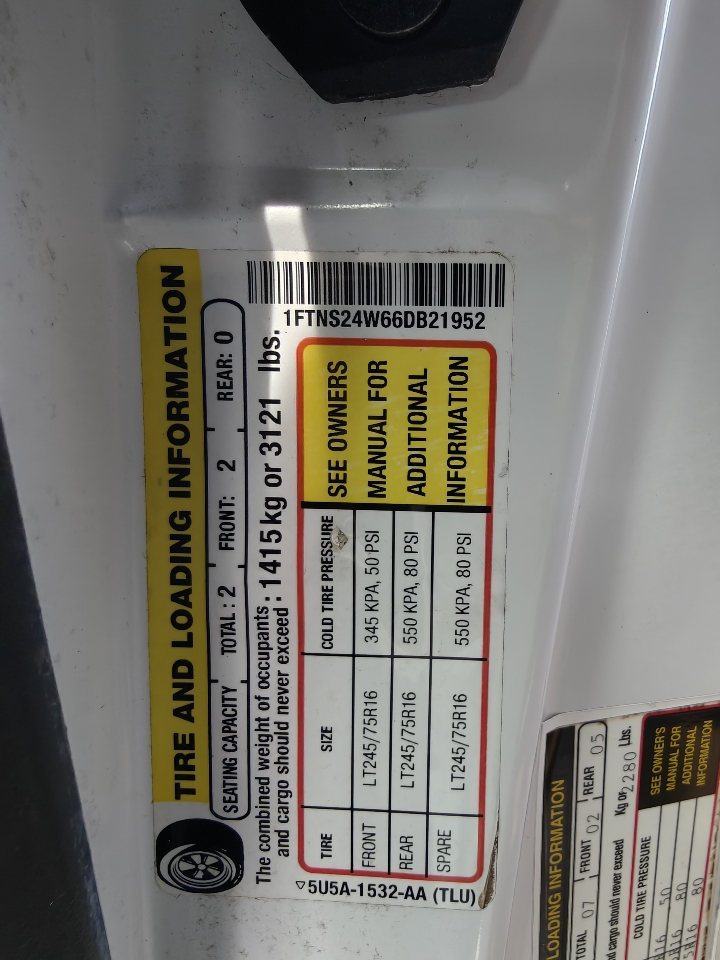 TIRE AND LOADING INFORMATION
SEATING CAPACITY TOTAL: 2 FRONT: 2 REAR: 0
The combined weight of occupants
and cargo should never exceed : 1415kg or 3121 lbs.
1FTNS24W66DB21952
TIRE SIZE COLD TIRE PRESSURE SEE OWNERS
FRONT LT245/75R16 345 KPA, 50 PSI MANUAL FOR
REAR LT245/75R16 550 KPA, 80 PSI ADDITIONAL
SPARE LT245/75R16 550 KPA, 80 PSI INFORMATION
5U5A-1532-AA (TLU)
LOADING INFORMATION
TOTAL 07 FRONT 02 REAR 05
cargo should never exceed Kg or 2280 Lbs.
COLD TIRE PRESSURE SEE OWNER'S
50 MANUAL FOR
80 ADDITIONAL
80 INFORMATION